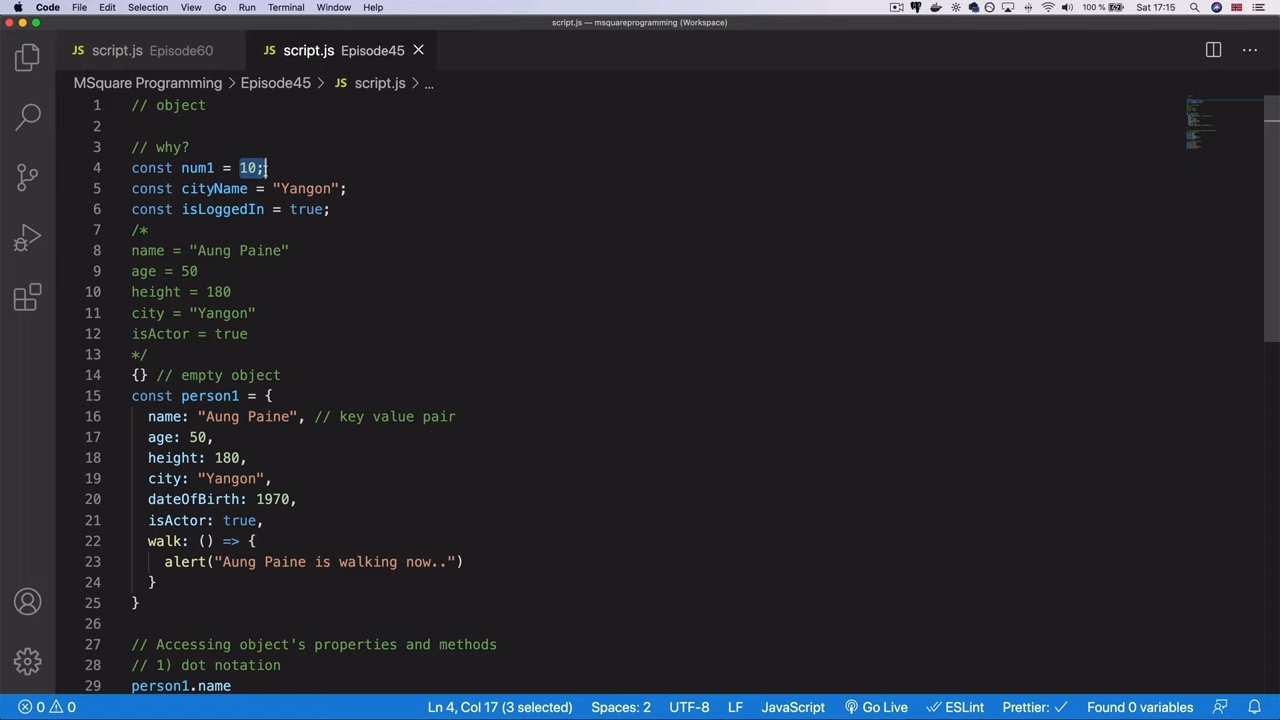 Code File Edit Selection View Go Run Terminal Window Help 100 % Sat 17:15
script.js — msquareprogramming (Workspace)
JS script.js Episode60 JS script.js Episode45
MSquare Programming > Episode45 > JS script.js > ...
1 // object
2
3 // why?
4 const num1 = 10;
5 const cityName = "Yangon";
6 const isLoggedIn = true;
7 /*
8 name = "Aung Paine"
9 age = 50
10 height = 180
11 city = "Yangon"
12 isActor = true
13 */
14 {} // empty object
15 const person1 = {
16 name: "Aung Paine", // key value pair
17 age: 50,
18 height: 180,
19 city: "Yangon",
20 dateOfBirth: 1970,
21 isActor: true,
22 walk: () => {
23 alert("Aung Paine is walking now..")
24 }
25 }
26
27 // Accessing object's properties and methods
28 // 1) dot notation
29 person1.name
0 0 Ln 4, Col 17 (3 selected) Spaces: 2 UTF-8 LF JavaScript Go Live ESLint Prettier: ✓ Found 0 variables